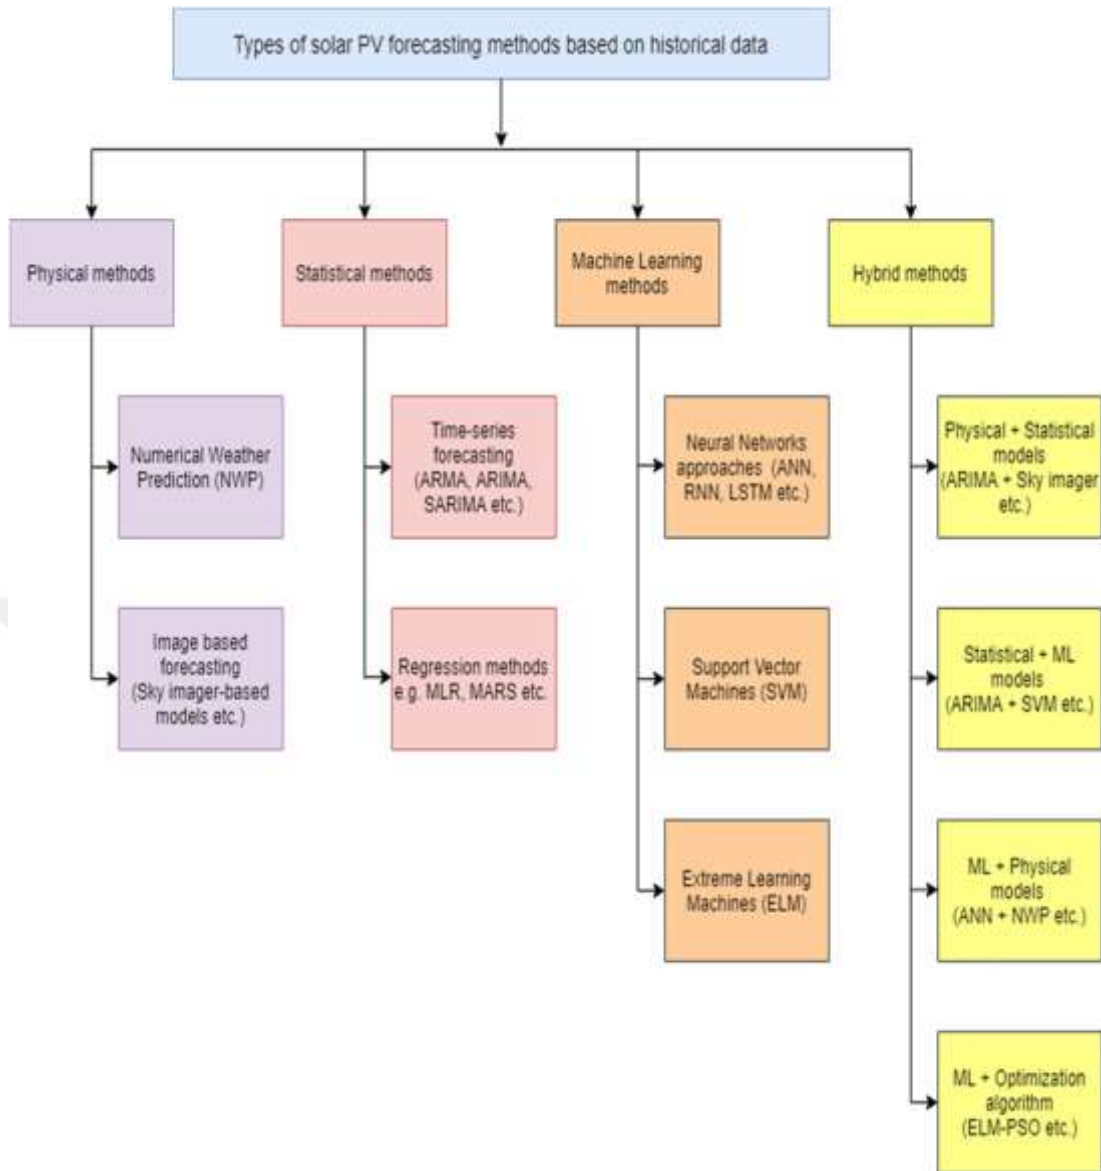 Types of solar PV forecasting methods based on historical data
Physical methods
Statistical methods
Machine Learning
methods
Hybrid methods
Numerical Weather
Prediction (NWP)
Time-series
forecasting
(ARMA, ARIMA,
SARIMA etc.)
Neural Networks
approaches (ANN,
RNN, LSTM etc.)
Physical + Statistical
models
(ARIMA + Sky imager
etc.)
Image based
forecasting
(Sky imager-based
models etc.)
Regression methods
e.g. MLR, MARS etc.
Support Vector
Machines (SVM)
Statistical + ML
models
(ARIMA + SVM etc.)
Extreme Learning
Machines (ELM)
ML + Physical
models
(ANN + NWP etc.)
ML + Optimization
algorithm
(ELM-PSO etc.)